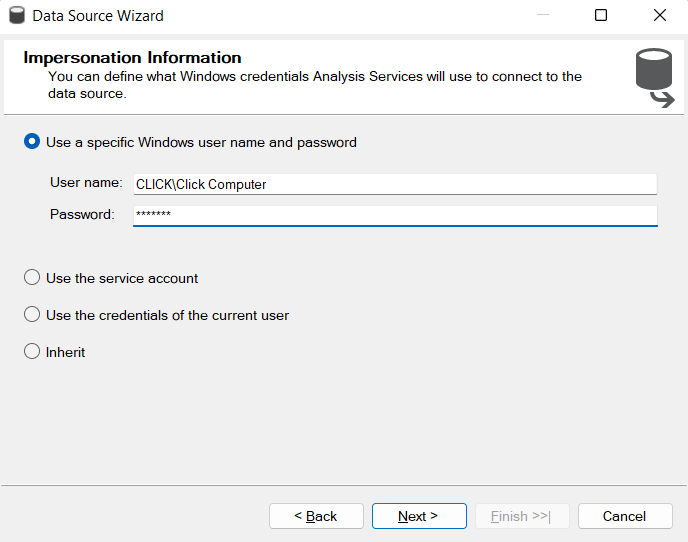 Data Source Wizard
Impersonation Information
You can define what Windows credentials Analysis Services will use to connect to the
data source.
Use a specific Windows user name and password
User name: CLICK\Click Computer
Password: *******
Use the service account
Use the credentials of the current user
Inherit
< Back Next > Finish >>| Cancel